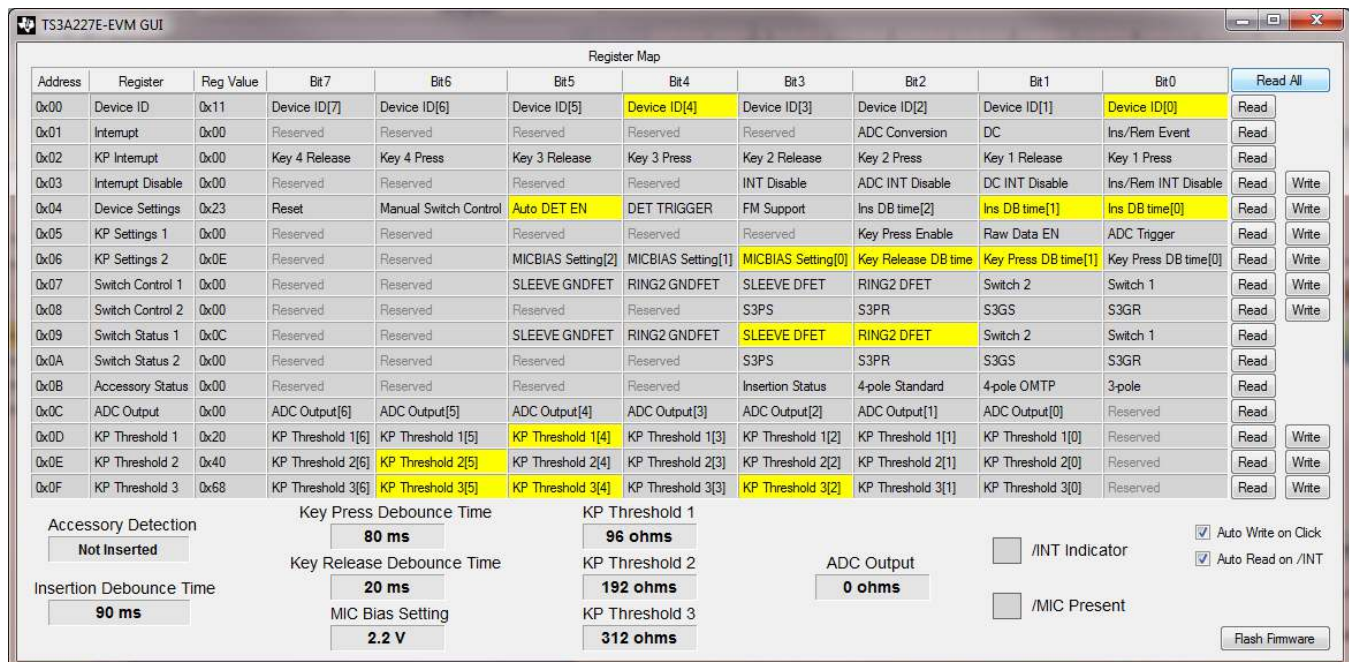 TS3A227E-EVM GUI
Register Map
Address Register Reg Value Bit7 Bit6 Bit5 Bit4 Bit3 Bit2 Bit1 Bit0 Read All
0x00 Device ID 0x11 Device ID[7] Device ID[6] Device ID[5] Device ID[4] Device ID[3] Device ID[2] Device ID[1] Device ID[0] Read
0x01 Interrupt 0x00 Reserved Reserved Reserved Reserved Reserved ADC Conversion DC Ins/Rem Event Read
0x02 KP Interrupt 0x00 Key 4 Release Key 4 Press Key 3 Release Key 3 Press Key 2 Release Key 2 Press Key 1 Release Key 1 Press Read
0x03 Interrupt Disable 0x00 Reserved Reserved Reserved Reserved INT Disable ADC INT Disable DC INT Disable Ins/Rem INT Disable Read Write
0x04 Device Settings 0x23 Reset Manual Switch Control Auto DET EN DET TRIGGER FM Support Ins DB time[2] Ins DB time[1] Ins DB time[0] Read Write
0x05 KP Settings 1 0x00 Reserved Reserved Reserved Reserved Reserved Key Press Enable Raw Data EN ADC Trigger Read Write
0x06 KP Settings 2 0x0E Reserved Reserved MICBIAS Setting[2] MICBIAS Setting[1] MICBIAS Setting[0] Key Release DB time Key Press DB time[1] Key Press DB time[0] Read Write
0x07 Switch Control 1 0x00 Reserved Reserved SLEEVE GNDFET RING2 GNDFET SLEEVE DFET RING2 DFET Switch 2 Switch 1 Read Write
0x08 Switch Control 2 0x00 Reserved Reserved Reserved Reserved S3PS S3PR S3GS S3GR Read Write
0x09 Switch Status 1 0x0C Reserved Reserved SLEEVE GNDFET RING2 GNDFET SLEEVE DFET RING2 DFET Switch 2 Switch 1 Read
0x0A Switch Status 2 0x00 Reserved Reserved Reserved Reserved S3PS S3PR S3GS S3GR Read
0x0B Accessory Status 0x00 Reserved Reserved Reserved Reserved Insertion Status 4-pole Standard 4-pole OMTP 3-pole Read
0x0C ADC Output 0x00 ADC Output[6] ADC Output[5] ADC Output[4] ADC Output[3] ADC Output[2] ADC Output[1] ADC Output[0] Reserved Read
0x0D KP Threshold 1 0x20 KP Threshold 1[6] KP Threshold 1[5] KP Threshold 1[4] KP Threshold 1[3] KP Threshold 1[2] KP Threshold 1[1] KP Threshold 1[0] Reserved Read Write
0x0E KP Threshold 2 0x40 KP Threshold 2[6] KP Threshold 2[5] KP Threshold 2[4] KP Threshold 2[3] KP Threshold 2[2] KP Threshold 2[1] KP Threshold 2[0] Reserved Read Write
0x0F KP Threshold 3 0x68 KP Threshold 3[6] KP Threshold 3[5] KP Threshold 3[4] KP Threshold 3[3] KP Threshold 3[2] KP Threshold 3[1] KP Threshold 3[0] Reserved Read Write
Accessory Detection
Not Inserted
Insertion Debounce Time
90 ms
Key Press Debounce Time
80 ms
Key Release Debounce Time
20 ms
MIC Bias Setting
2.2 V
KP Threshold 1
96 ohms
KP Threshold 2
192 ohms
KP Threshold 3
312 ohms
ADC Output
0 ohms
/INT Indicator
/MIC Present
Auto Write on Click
Auto Read on /INT
Flash Firmware